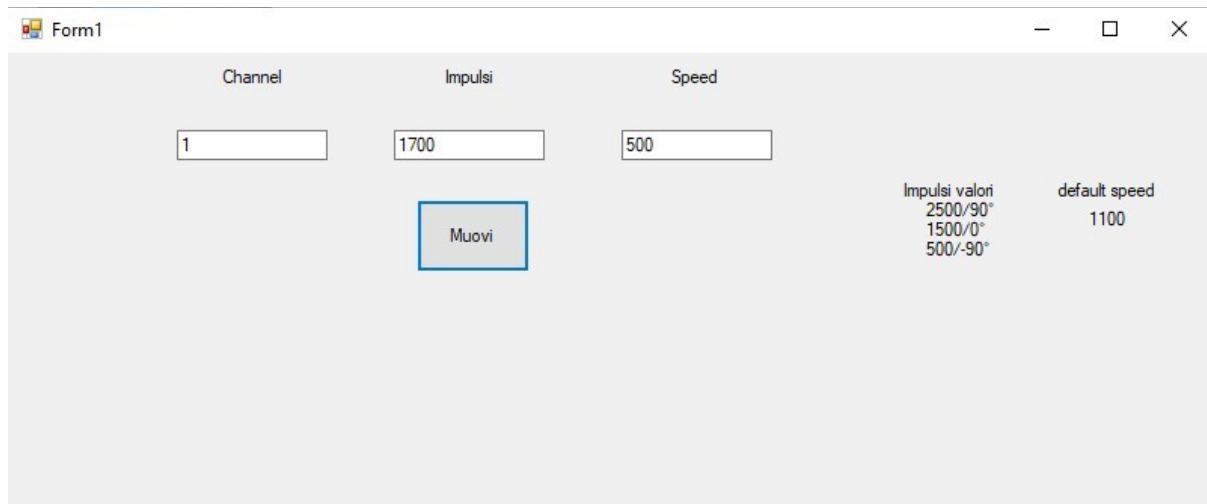 Form1
Channel Impulsi Speed
1 1700 500
Impulsi valori default speed
2500/90° 1100
1500/0°
500/-90°
Muovi